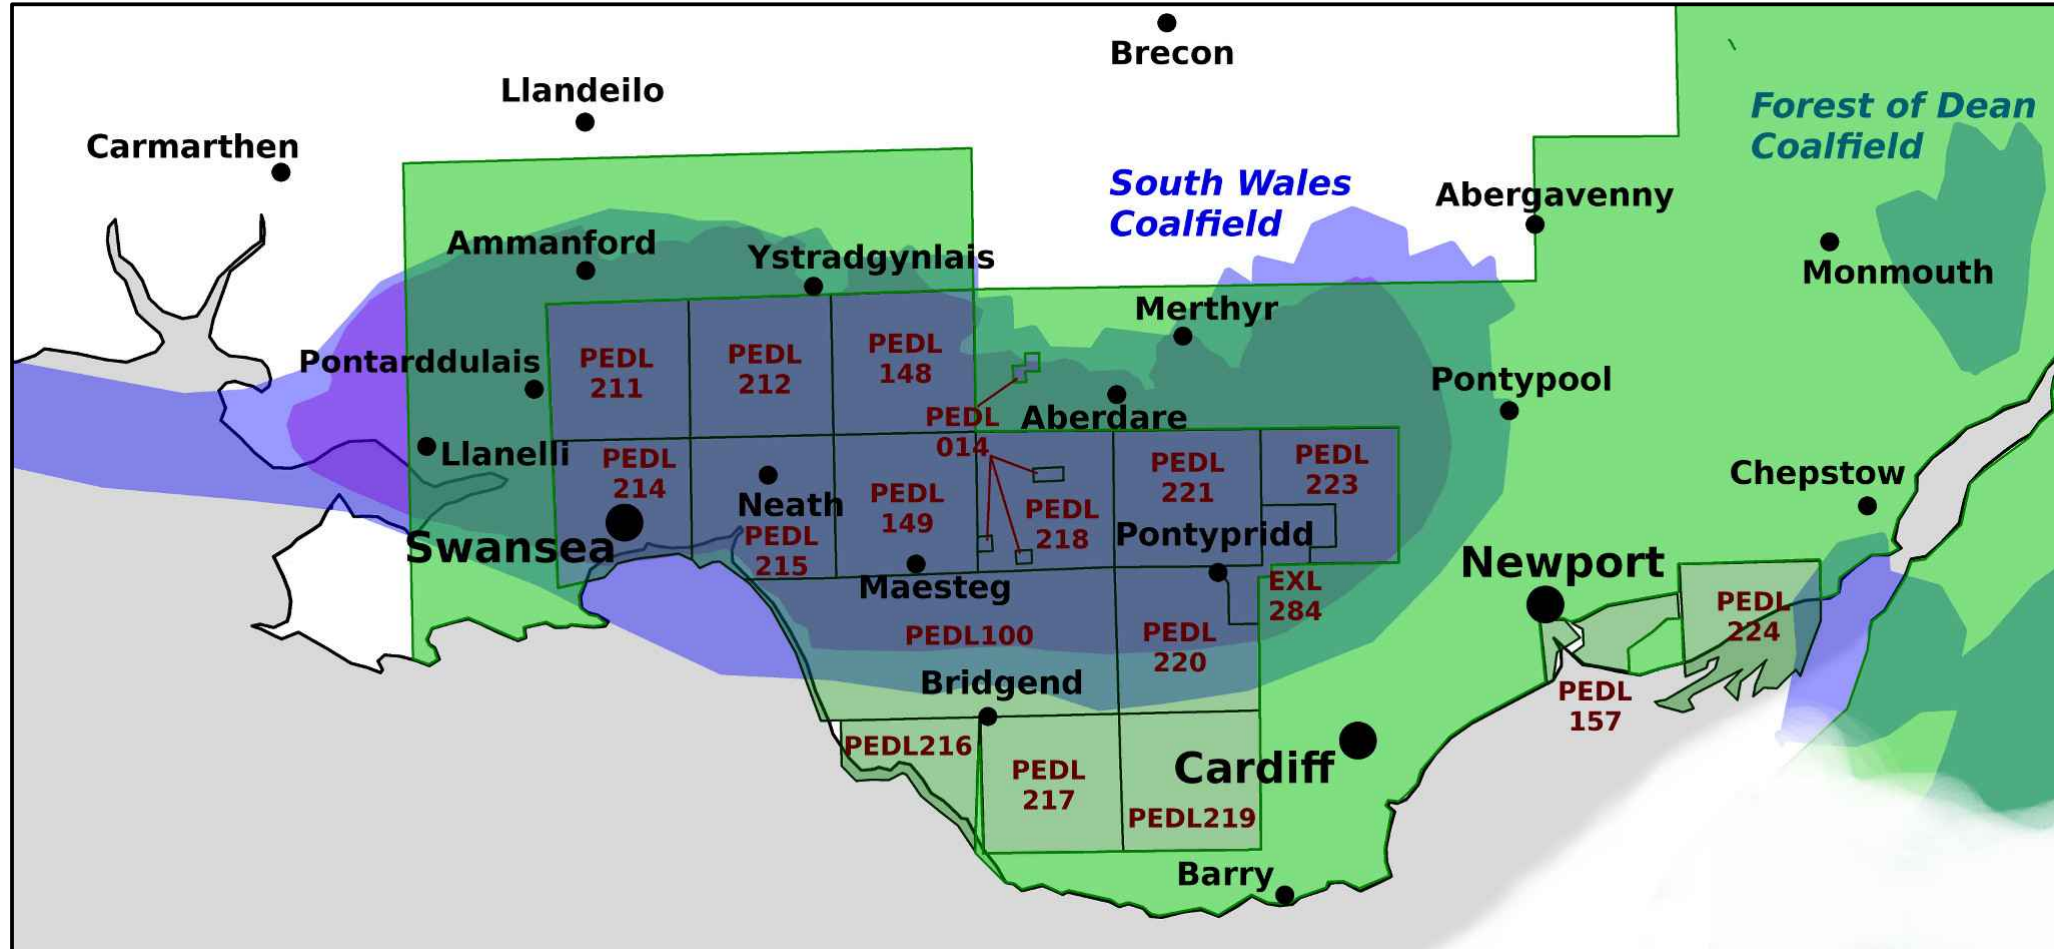 Brecon
Llandeilo
Forest of Dean
Coalfield
Carmarthen
South Wales
Coalfield
Abergavenny
Ammanford
Ystradgynlais
Monmouth
Merthyr
Pontarddulais
PEDL
211
PEDL
212
PEDL
148
Pontypool
PEDL
014
Aberdare
Llanelli
PEDL
214
Neath
PEDL
149
PEDL
218
PEDL
221
PEDL
223
Chepstow
Swansea
PEDL
215
Pontypridd
Maesteg
EXL
284
Newport
PEDL
224
PEDL100
PEDL
220
Bridgend
PEDL
157
PEDL216
PEDL
217
Cardiff
PEDL219
Barry